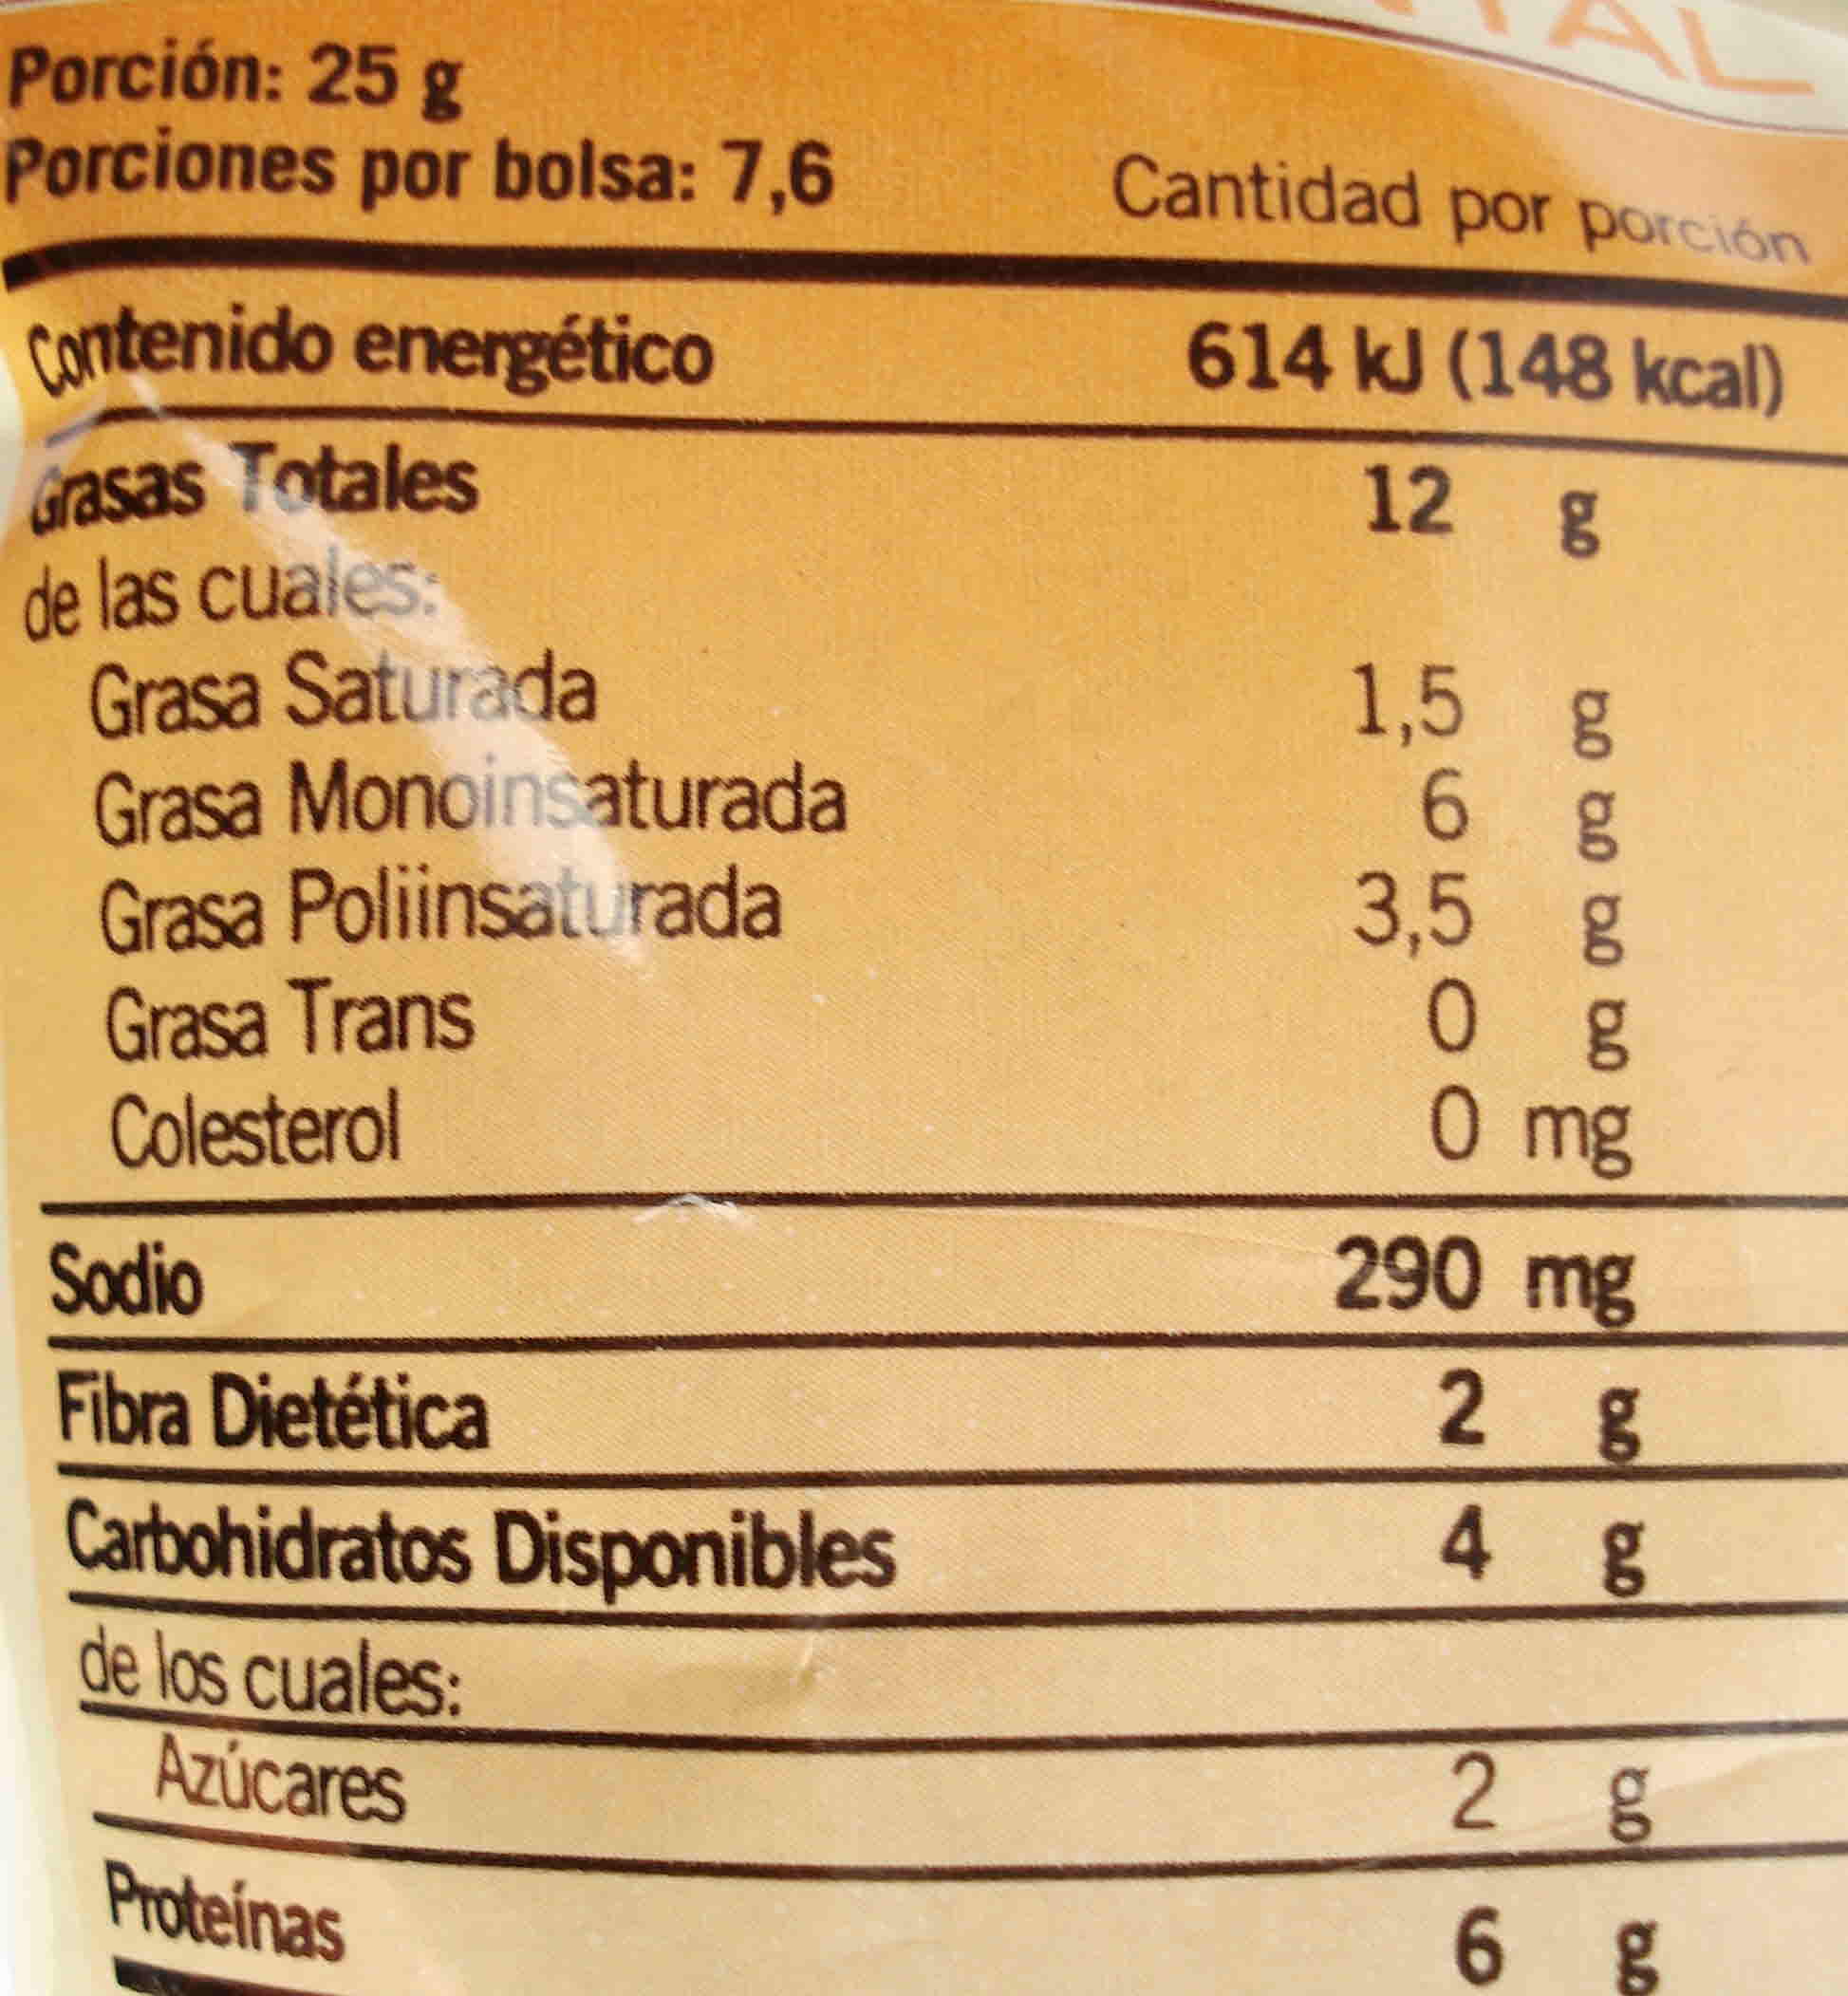 Porción: 25 g
Porciones por bolsa: 7,6
Cantidad por porción
Contenido energético 614 kJ (148 kcal)
Grasas Totales 12 g
de las cuales:
Grasa Saturada 1,5 g
Grasa Monoinsaturada 6 g
Grasa Poliinsaturada 3,5 g
Grasa Trans 0 g
Colesterol 0 mg
Sodio 290 mg
Fibra Dietética 2 g
Carbohidratos Disponibles 4 g
de los cuales:
Azúcares 2 g
Proteínas 6 g